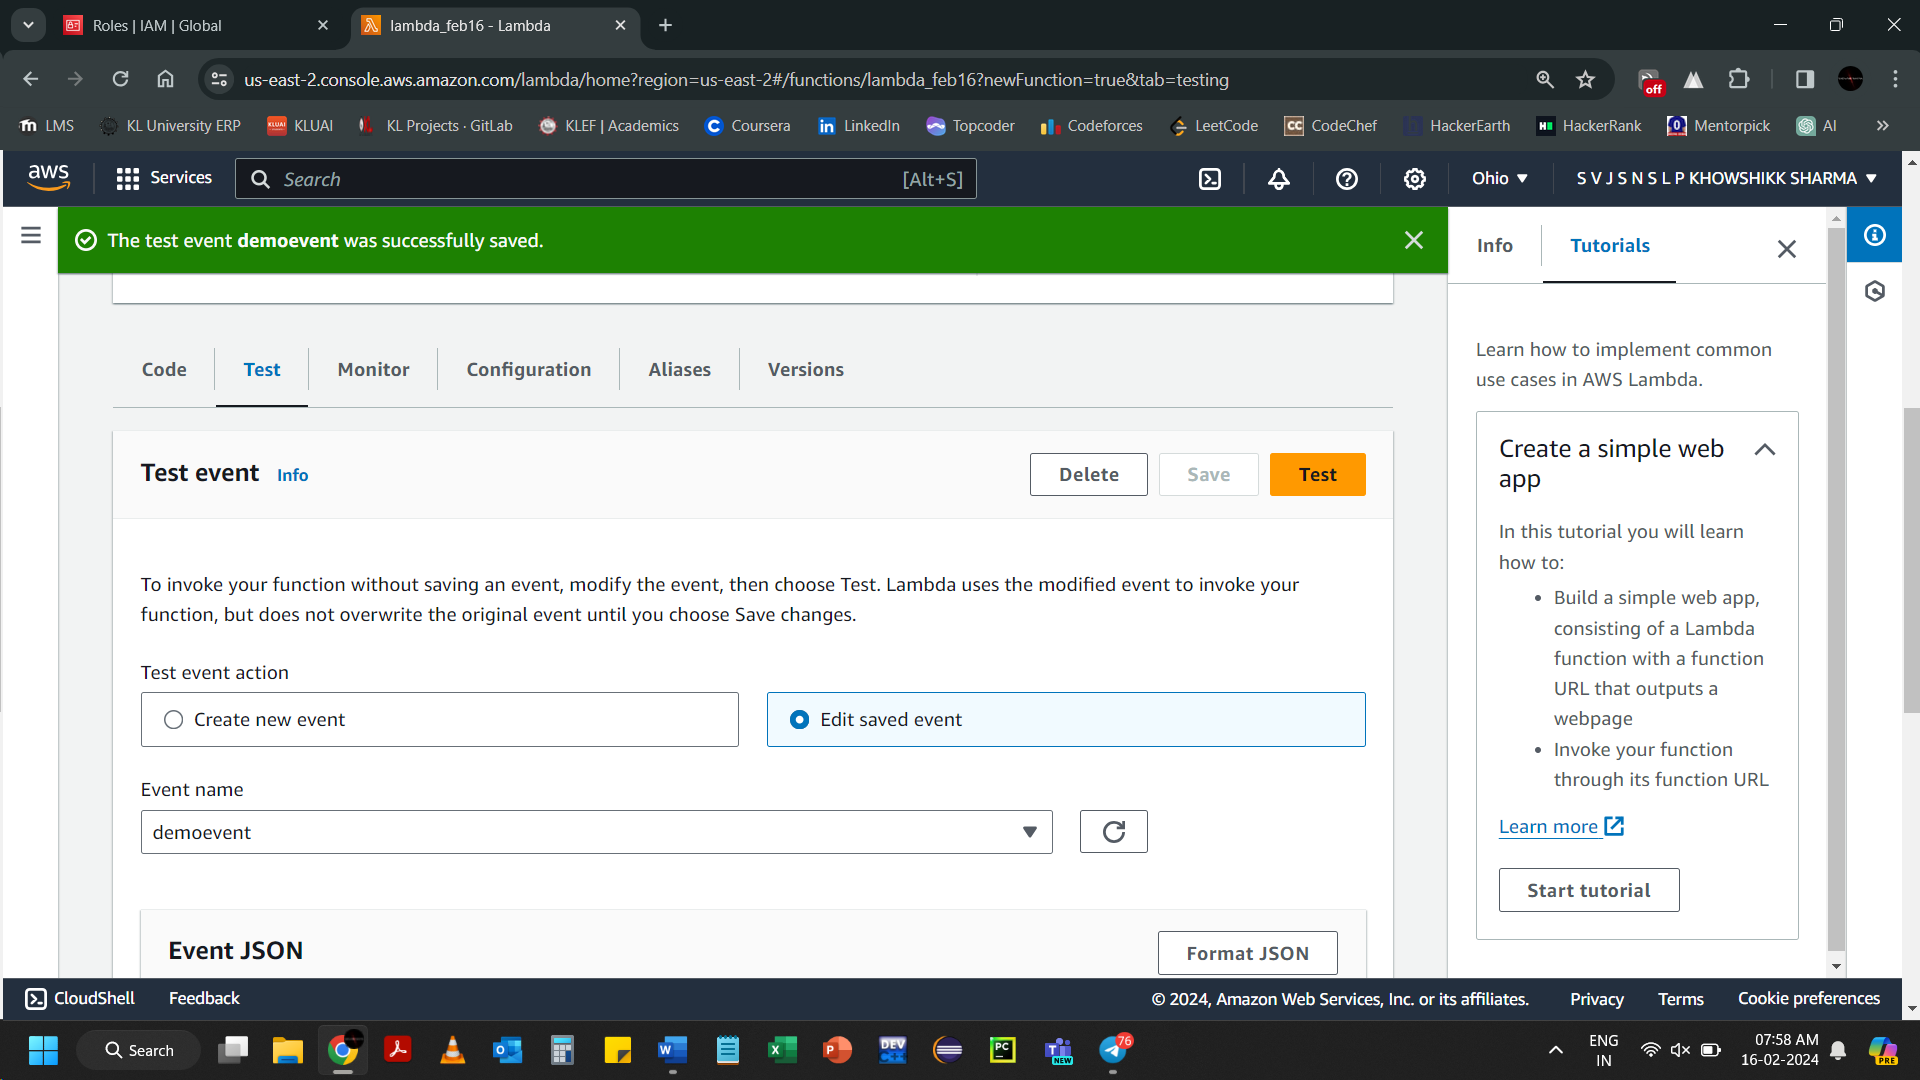 Roles | IAM | Global
lambda_feb16 - Lambda
us-east-2.console.aws.amazon.com/lambda/home?region=us-east-2#/functions/lambda_feb16?newFunction=true&tab=testing
off
LMS
KL University ERP
KLUAI
KL Projects · GitLab
KLEF | Academics
Coursera
LinkedIn
Topcoder
Codeforces
LeetCode
CodeChef
HackerEarth
HackerRank
Mentorpick
AI
aws
Services
Search
[Alt+S]
Ohio
S V J S N S L P KHOWSHIKK SHARMA
The test event demoevent was successfully saved.
Info
Tutorials
Code
Test
Monitor
Configuration
Aliases
Versions
Test event
Info
Delete
Save
Test
To invoke your function without saving an event, modify the event, then choose Test. Lambda uses the modified event to invoke your
function, but does not overwrite the original event until you choose Save changes.
Test event action
Create new event
Edit saved event
Event name
demoevent
Event JSON
Format JSON
Learn how to implement common
use cases in AWS Lambda.
Create a simple web
app
In this tutorial you will learn
how to:
• Build a simple web app,
consisting of a Lambda
function with a function
URL that outputs a
webpage
• Invoke your function
through its function URL
Learn more
Start tutorial
CloudShell
Feedback
© 2024, Amazon Web Services, Inc. or its affiliates.
Privacy
Terms
Cookie preferences
Search
DEV
PC
NEW
76
ENG
IN
07:58 AM
16-02-2024
PRE